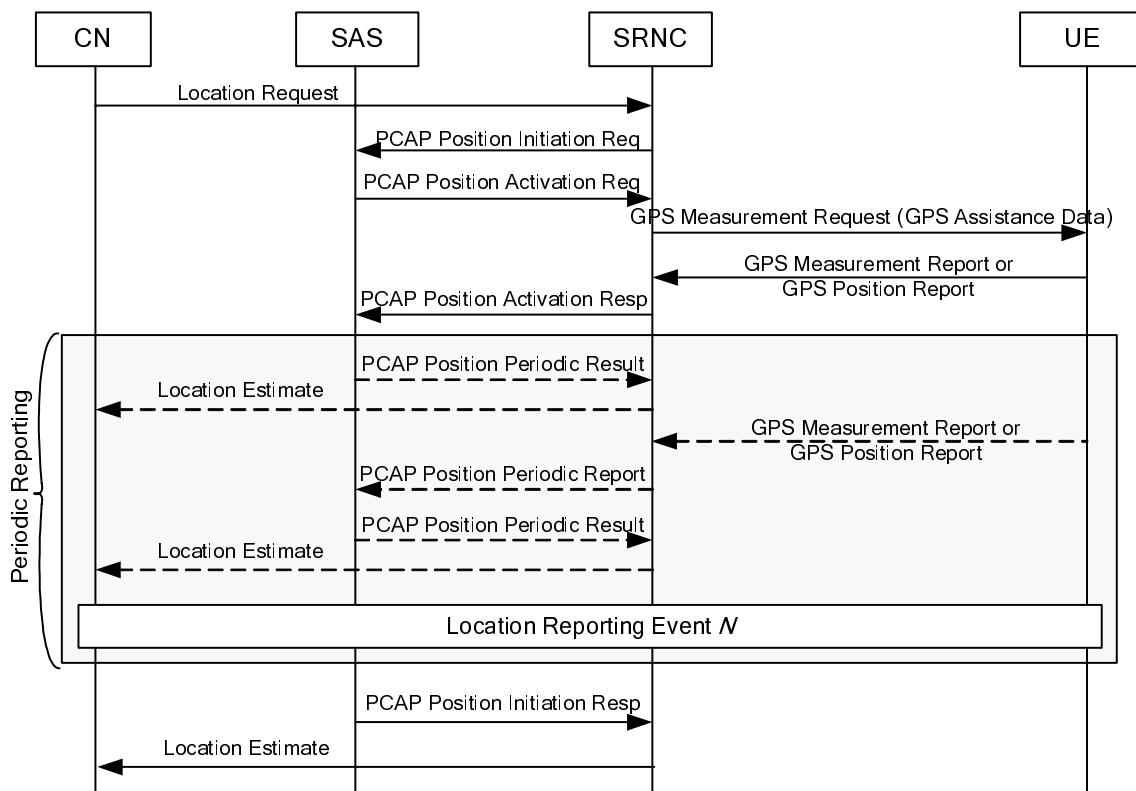 CN
SAS
SRNC
UE
Location Request
PCAP Position Initiation Req
PCAP Position Activation Req
GPS Measurement Request (GPS Assistance Data)
GPS Measurement Report or
GPS Position Report
PCAP Position Activation Resp
Periodic Reporting
PCAP Position Periodic Result
Location Estimate
GPS Measurement Report or
GPS Position Report
PCAP Position Periodic Report
PCAP Position Periodic Result
Location Estimate
Location Reporting Event N
PCAP Position Initiation Resp
Location Estimate